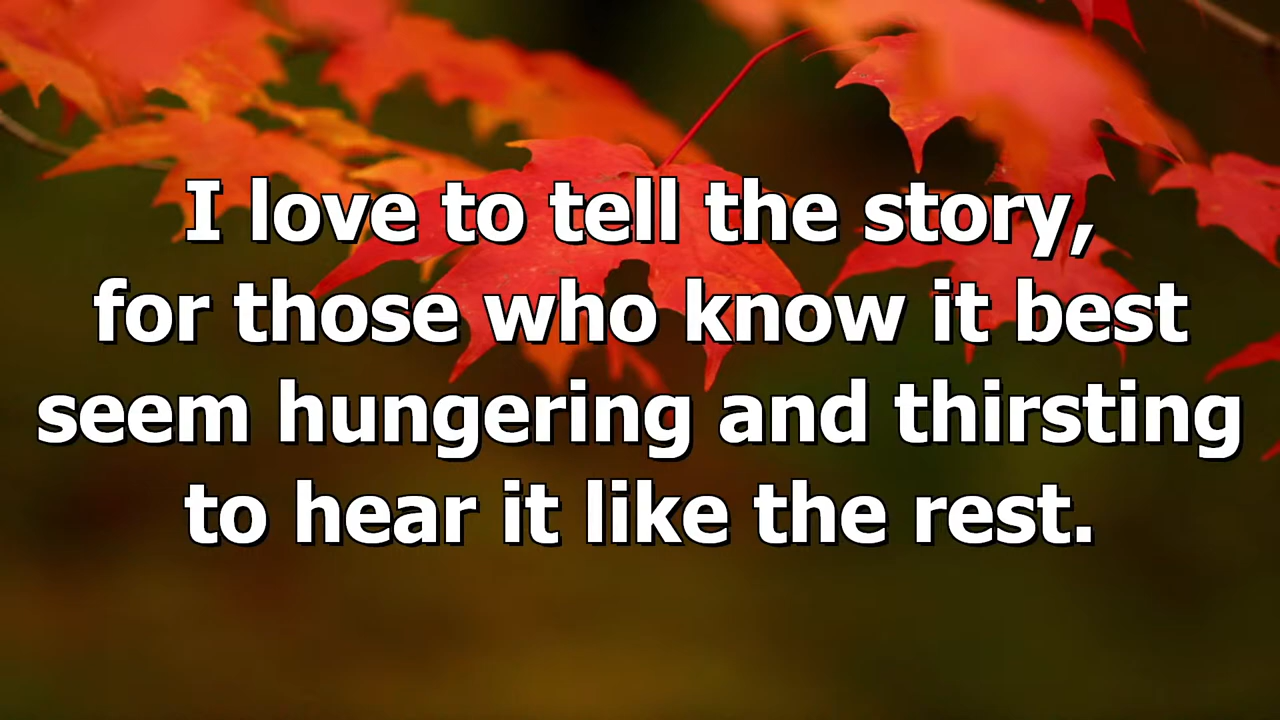 I love to tell the story,
for those who know it best
seem hungering and thirsting
to hear it like the rest.